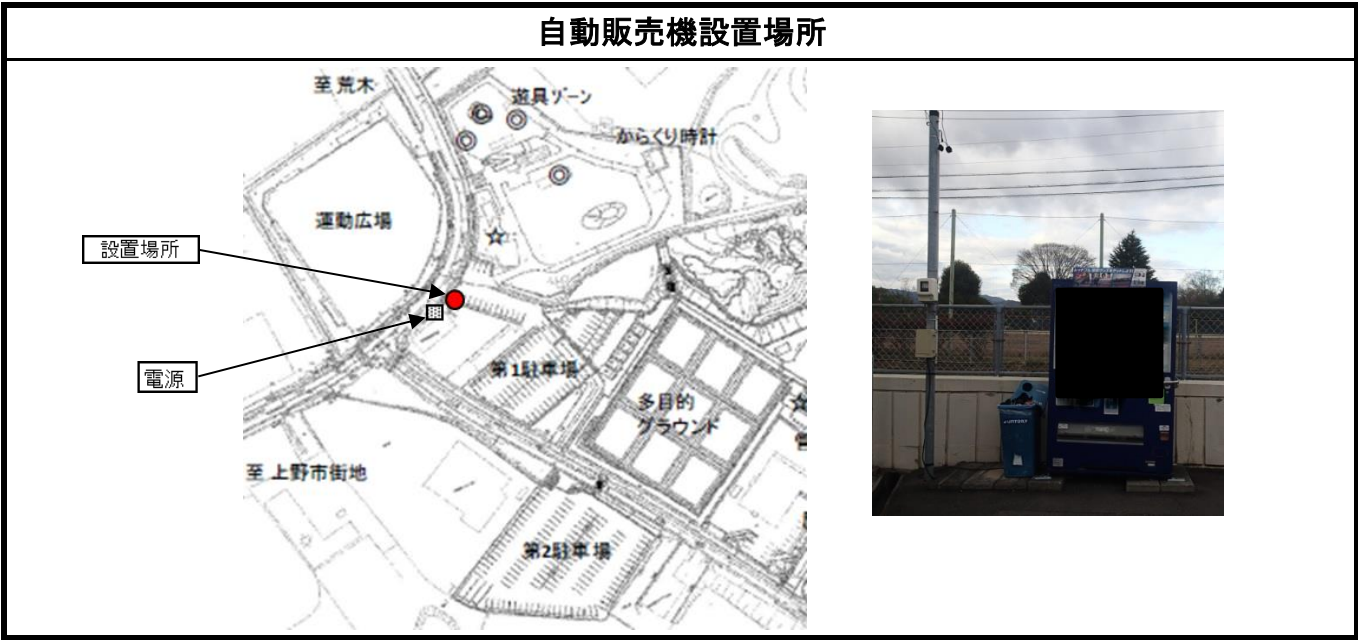 自動販売機設置場所
至 荒木
遊具ゾーン
からくり時計
運動広場
設置場所
電源
第1駐車場
多目的
グラウンド
至 上野市街地
第2駐車場
SUNTORY